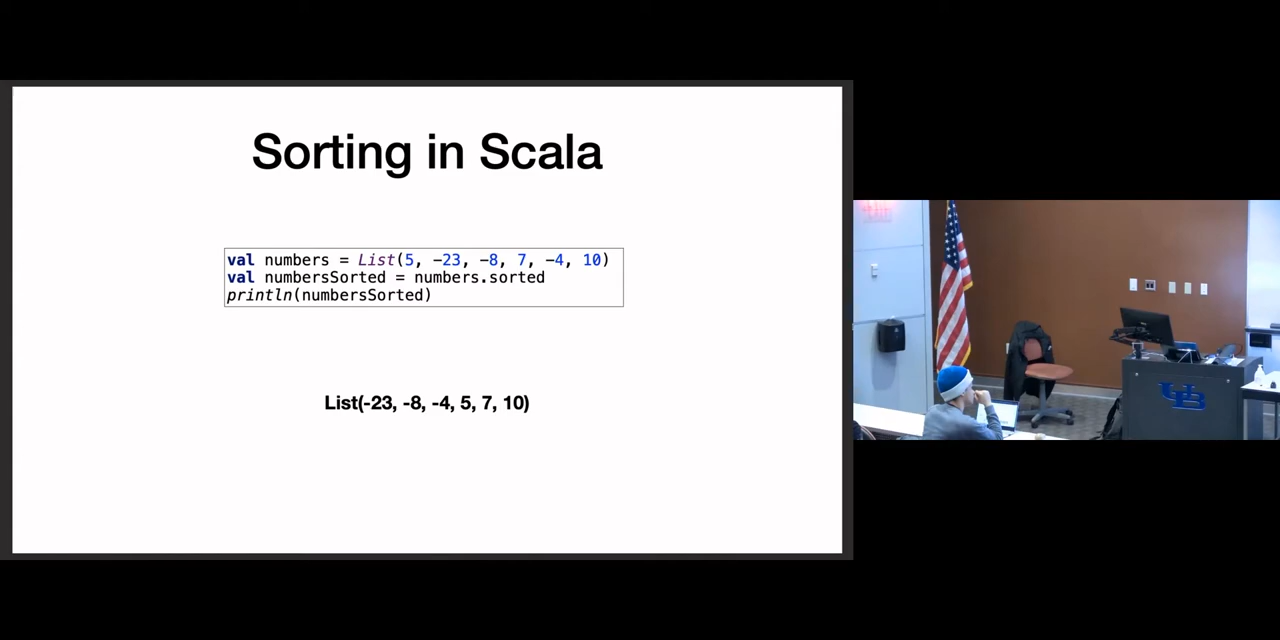 Sorting in Scala
val numbers = List(5, -23, -8, 7, -4, 10)
val numbersSorted = numbers.sorted
println(numbersSorted)
List(-23, -8, -4, 5, 7, 10)
UB